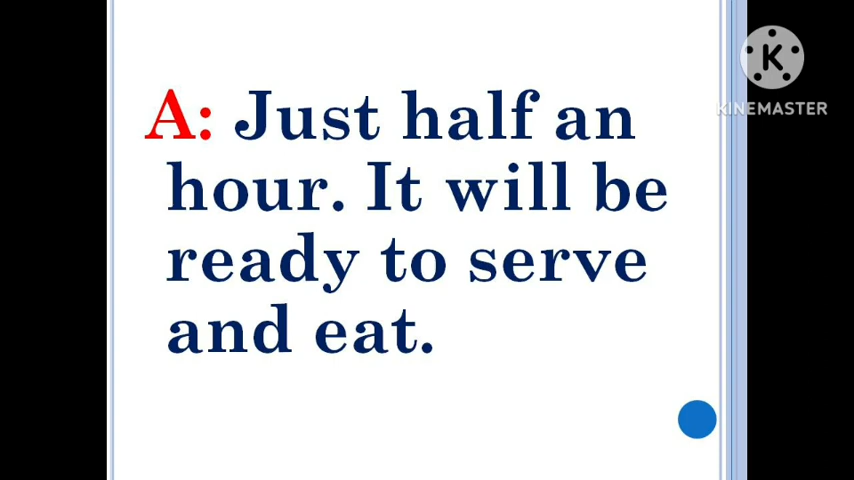 A: Just half an
hour. It will be
ready to serve
and eat.
K
KINEMASTER